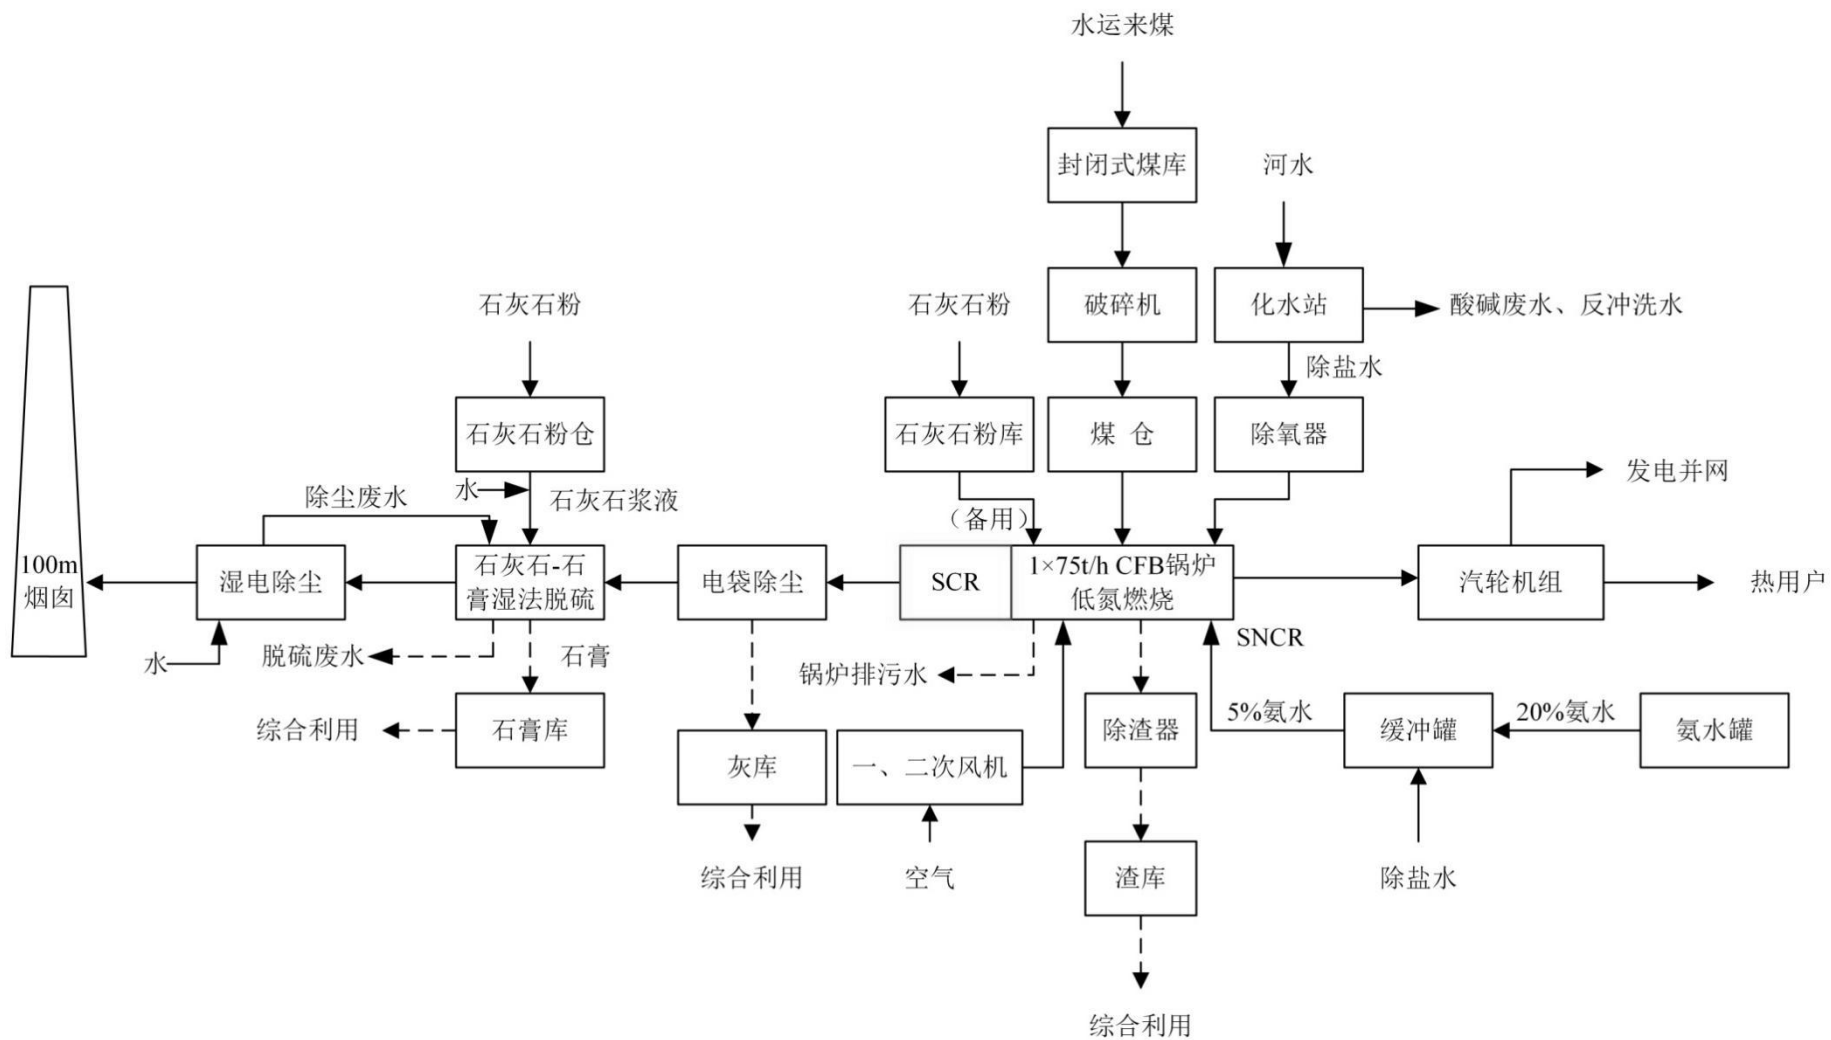 水运来煤
封闭式煤库
河水
石灰石粉
石灰石粉
破碎机
化水站
酸碱废水、反冲洗水
除盐水
石灰石粉仓
石灰石粉库
煤 仓
除氧器
发电并网
水
石灰石浆液
除尘废水
（备用）
100m
烟囱
湿电除尘
石灰石-石
膏湿法脱硫
电袋除尘
SCR
1×75t/h CFB锅炉
低氮燃烧
汽轮机组
热用户
水
脱硫废水
石膏
锅炉排污水
SNCR
综合利用
石膏库
灰库
一、二次风机
除渣器
5%氨水
缓冲罐
20%氨水
氨水罐
综合利用
空气
渣库
除盐水
综合利用